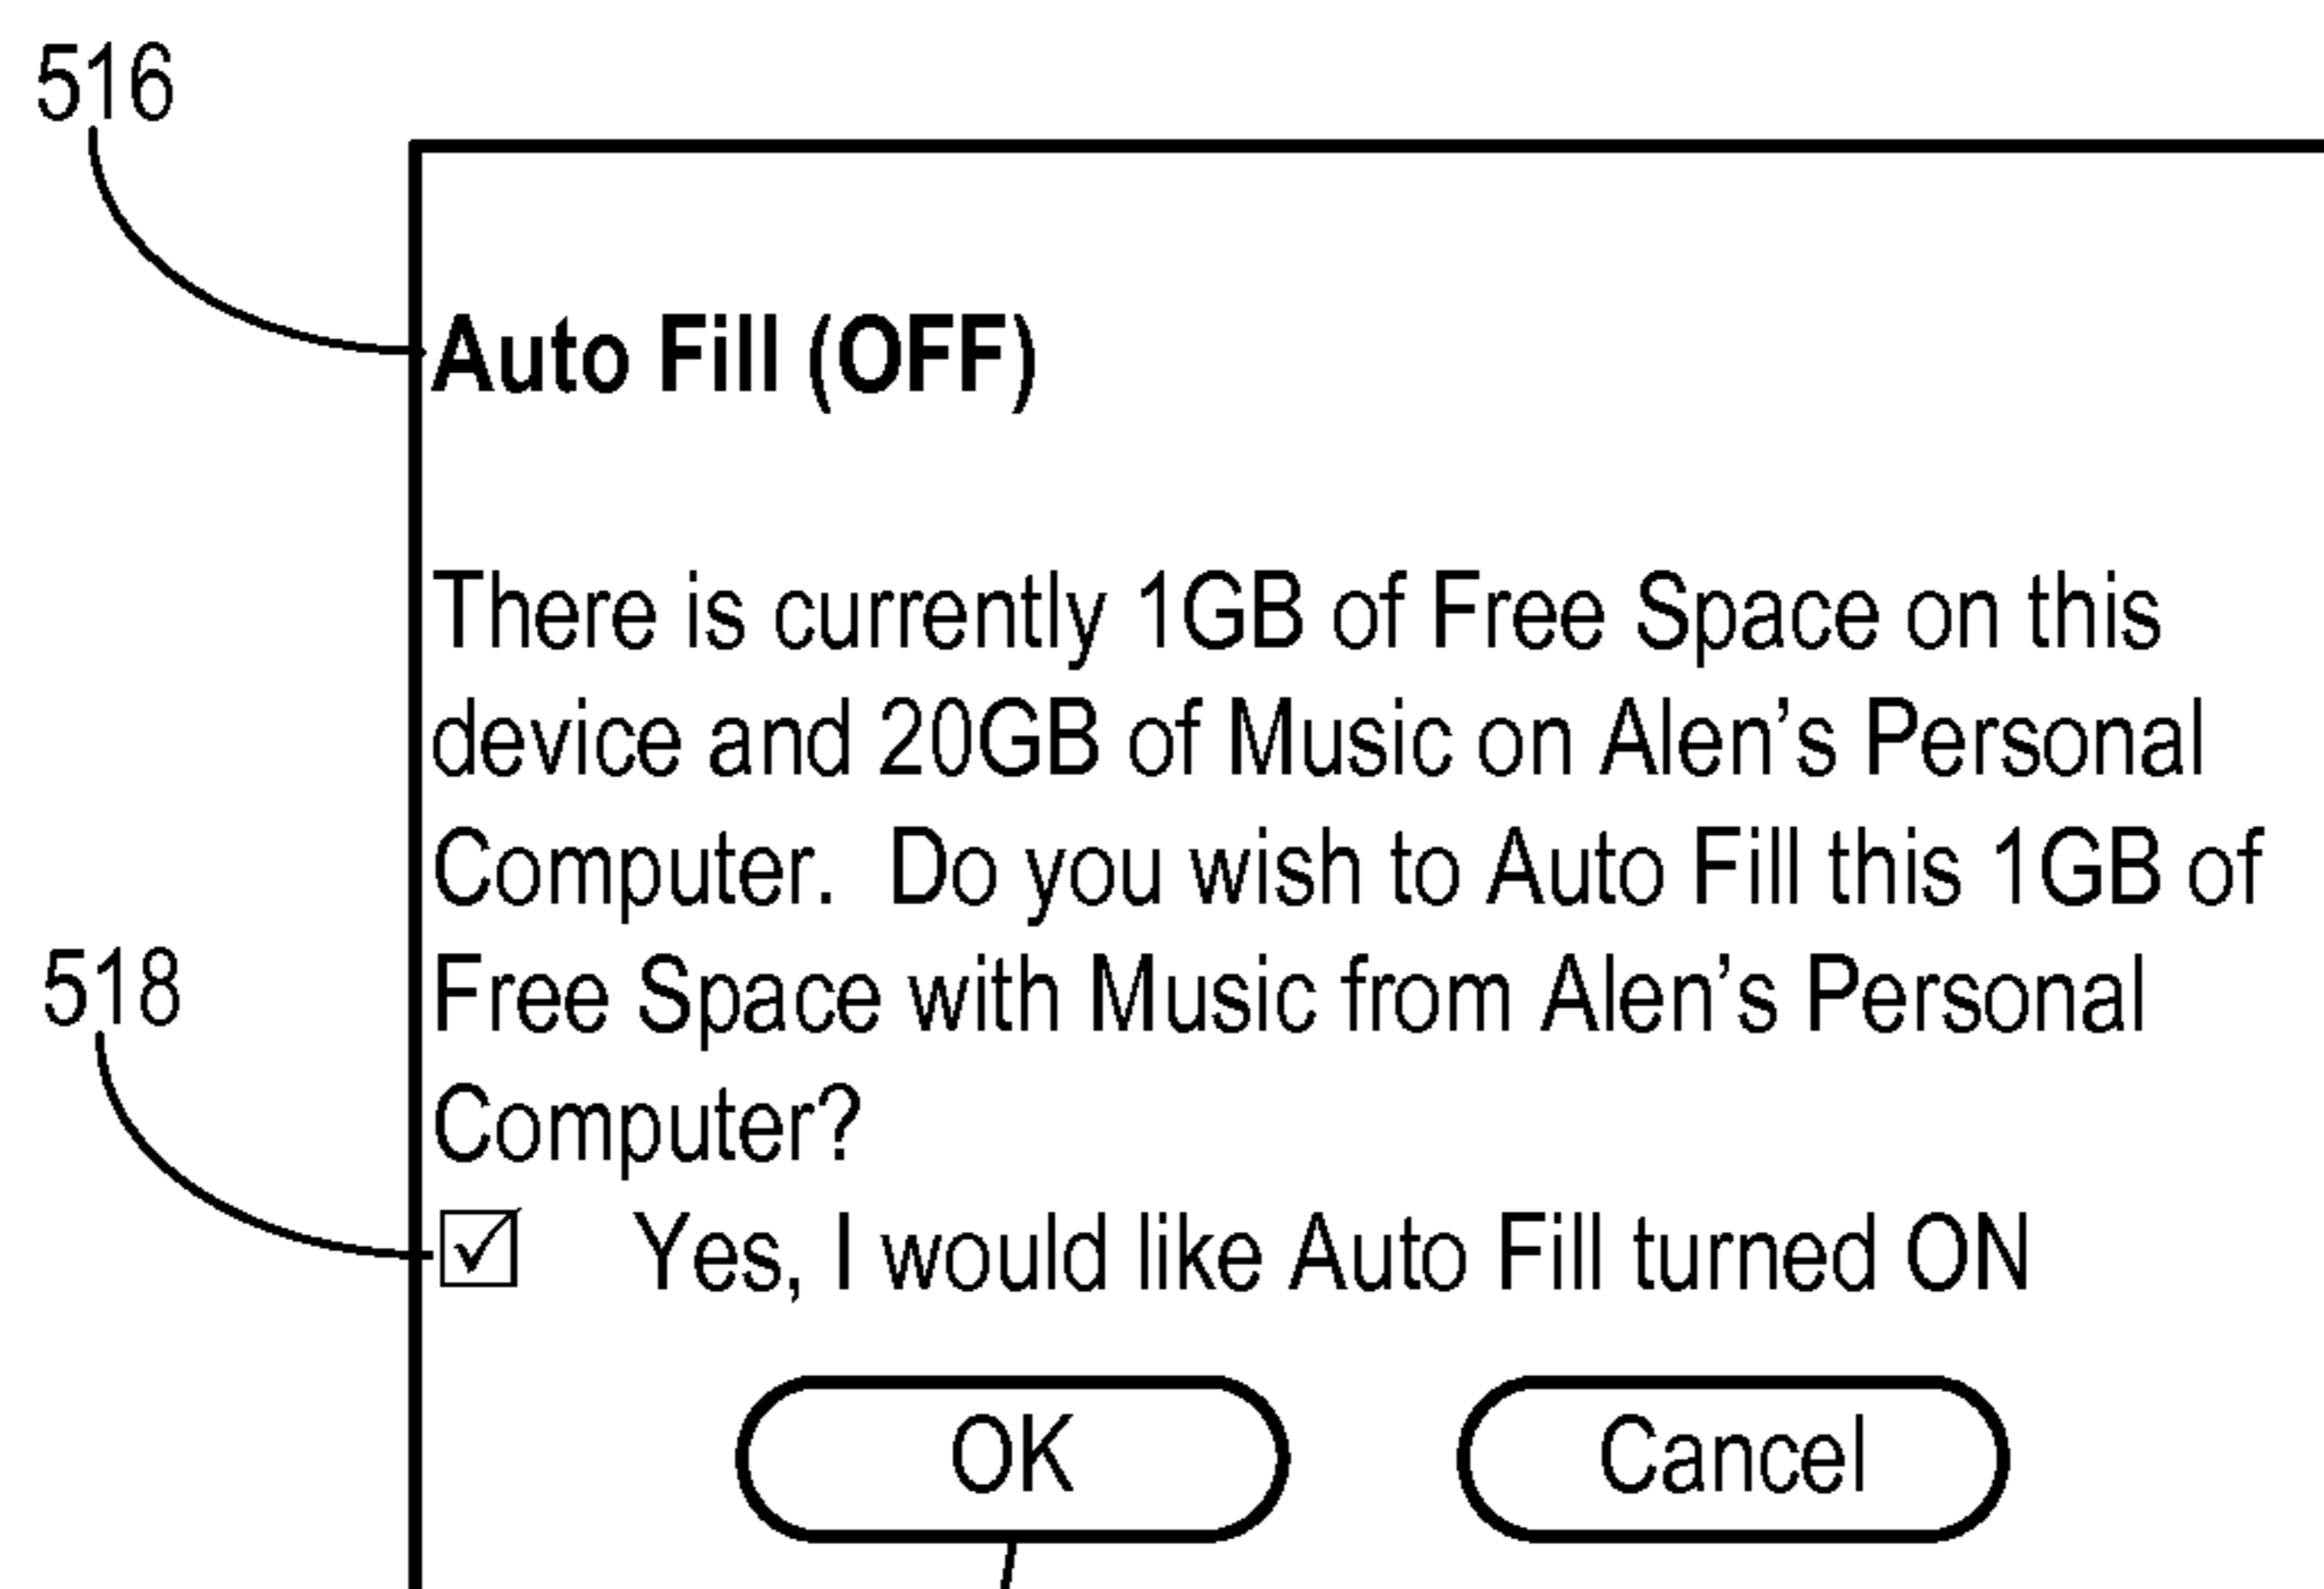 516
Auto Fill (OFF)
There is currently 1GB of Free Space on this
device and 20GB of Music on Alen's Personal
Computer.  Do you wish to Auto Fill this 1GB of
Free Space with Music from Alen's Personal
518
Computer?
☑ Yes, I would like Auto Fill turned ON
OK
Cancel